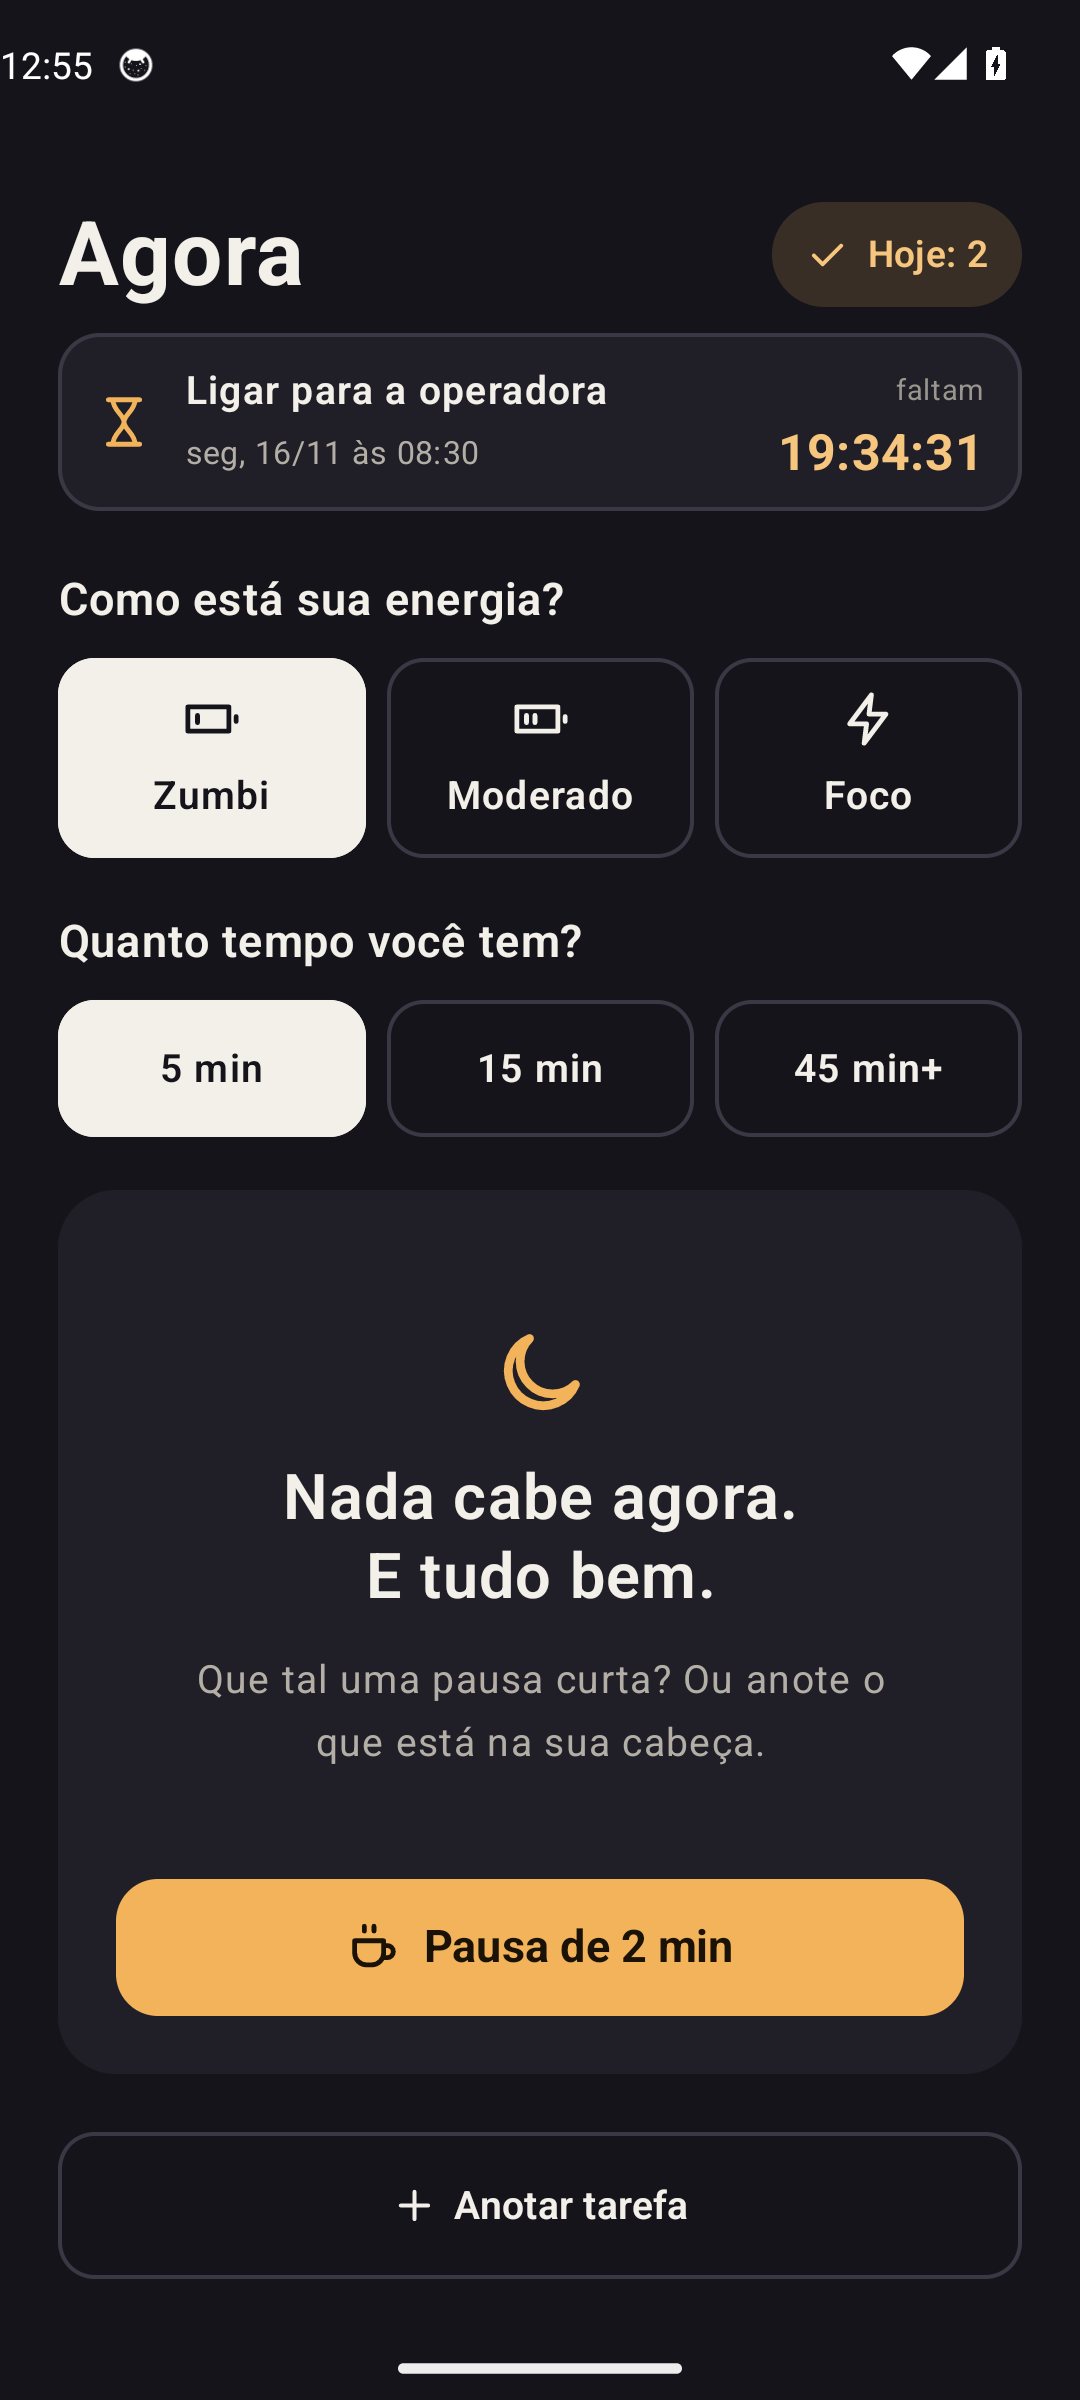 12:55
Agora
Hoje: 2
Ligar para a operadora
faltam
seg, 16/11 às 08:30
19:34:31
Como está sua energia?
Zumbi
Moderado
Foco
Quanto tempo você tem?
5 min
15 min
45 min+
Nada cabe agora.
E tudo bem.
Que tal uma pausa curta? Ou anote o
que está na sua cabeça.
Pausa de 2 min
Anotar tarefa